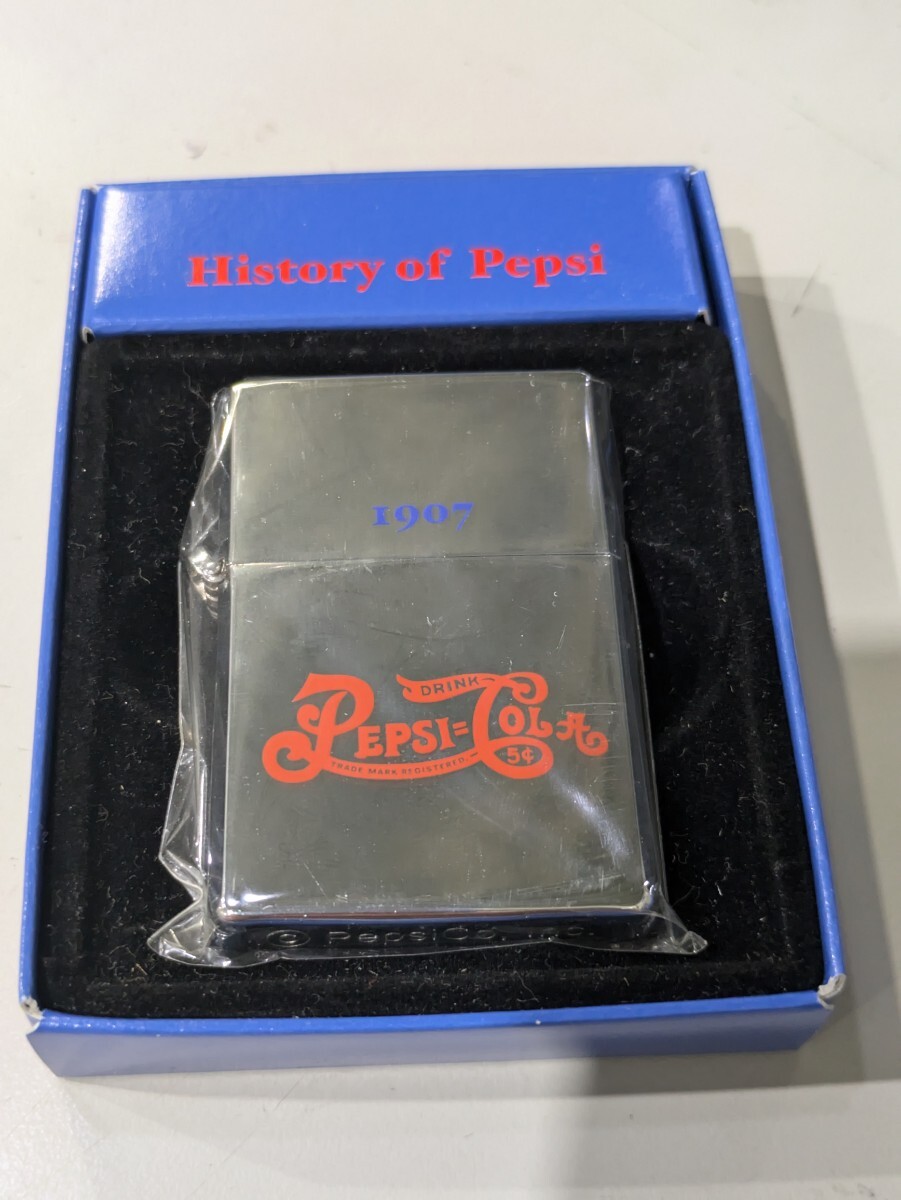 History of Pepsi
1907
DRINK
PEPSI=COLA
5¢
TRADE MARK REGISTERED.
© PepsiCo, Inc.